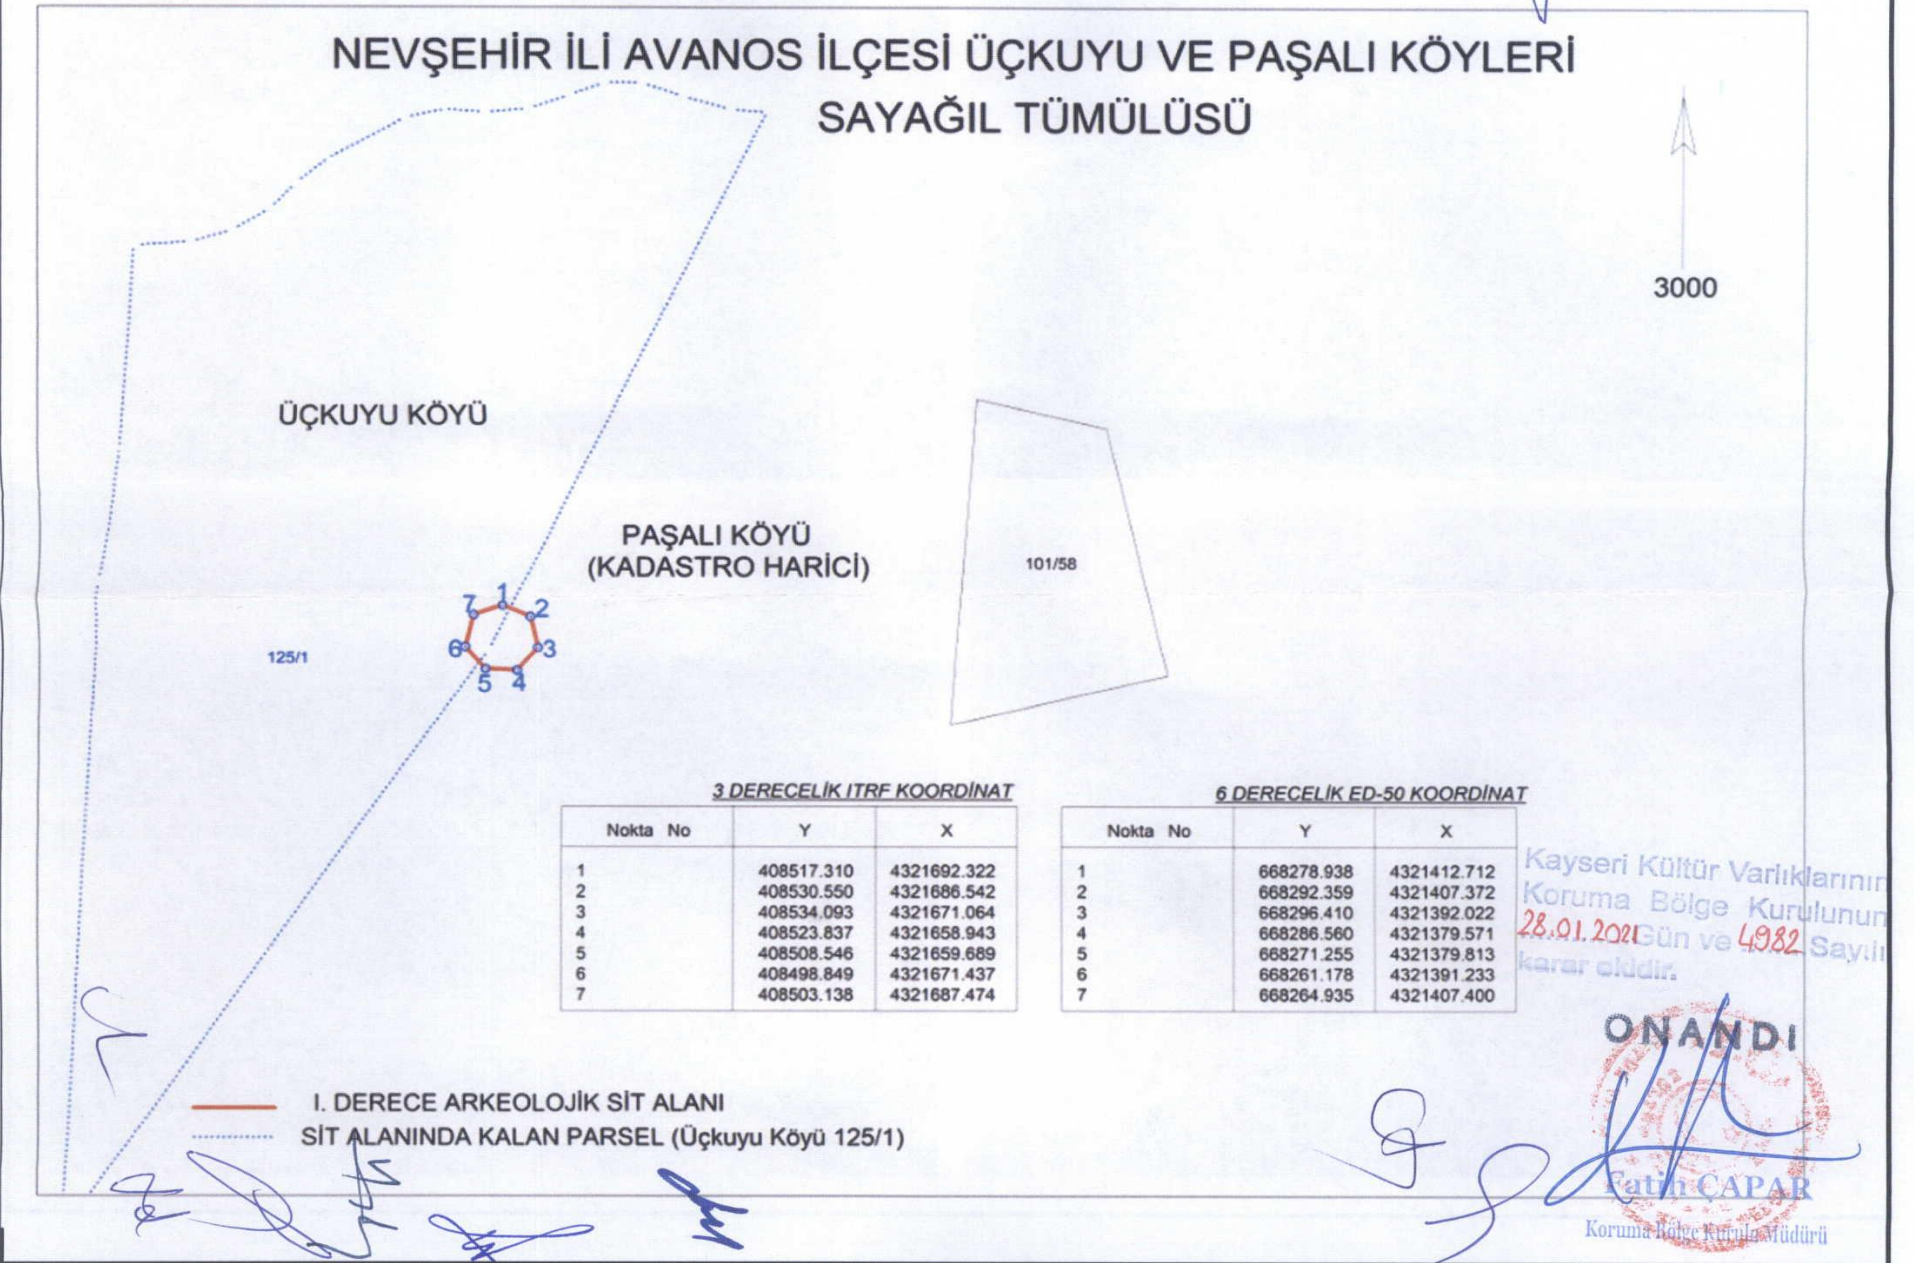 NEVŞEHİR İLİ AVANOS İLÇESİ ÜÇKUYU VE PAŞALI KÖYLERİ
SAYAĞIL TÜMÜLÜSÜ
3000
ÜÇKUYU KÖYÜ
PAŞALI KÖYÜ
(KADASTRO HARİCİ)
101/58
125/1
1
2
3
4
5
6
7
3 DERECELİK ITRF KOORDİNAT
Nokta No Y X
1 408517.310 4321692.322
2 408530.550 4321686.542
3 408534.093 4321671.064
4 408523.837 4321658.943
5 408508.546 4321659.689
6 408498.849 4321671.437
7 408503.138 4321687.474
6 DERECELİK ED-50 KOORDİNAT
Nokta No Y X
1 668278.938 4321412.712
2 668292.359 4321407.372
3 668296.410 4321392.022
4 668286.560 4321379.571
5 668271.255 4321379.813
6 668261.178 4321391.233
7 668264.935 4321407.400
Kayseri Kültür Varlıklarının
Koruma Bölge Kurulunun
28.01.2021 Gün ve 4982 Sayılı
karar ekidir.
ONANDI
Fatih ÇAPAR
Koruma Bölge Kurulu Müdürü
I. DERECE ARKEOLOJİK SİT ALANI
SİT ALANINDA KALAN PARSEL (Üçkuyu Köyü 125/1)